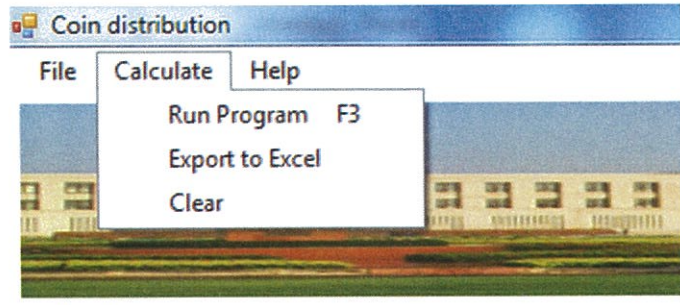 Coin distribution
File Calculate Help
Run Program F3
Export to Excel
Clear